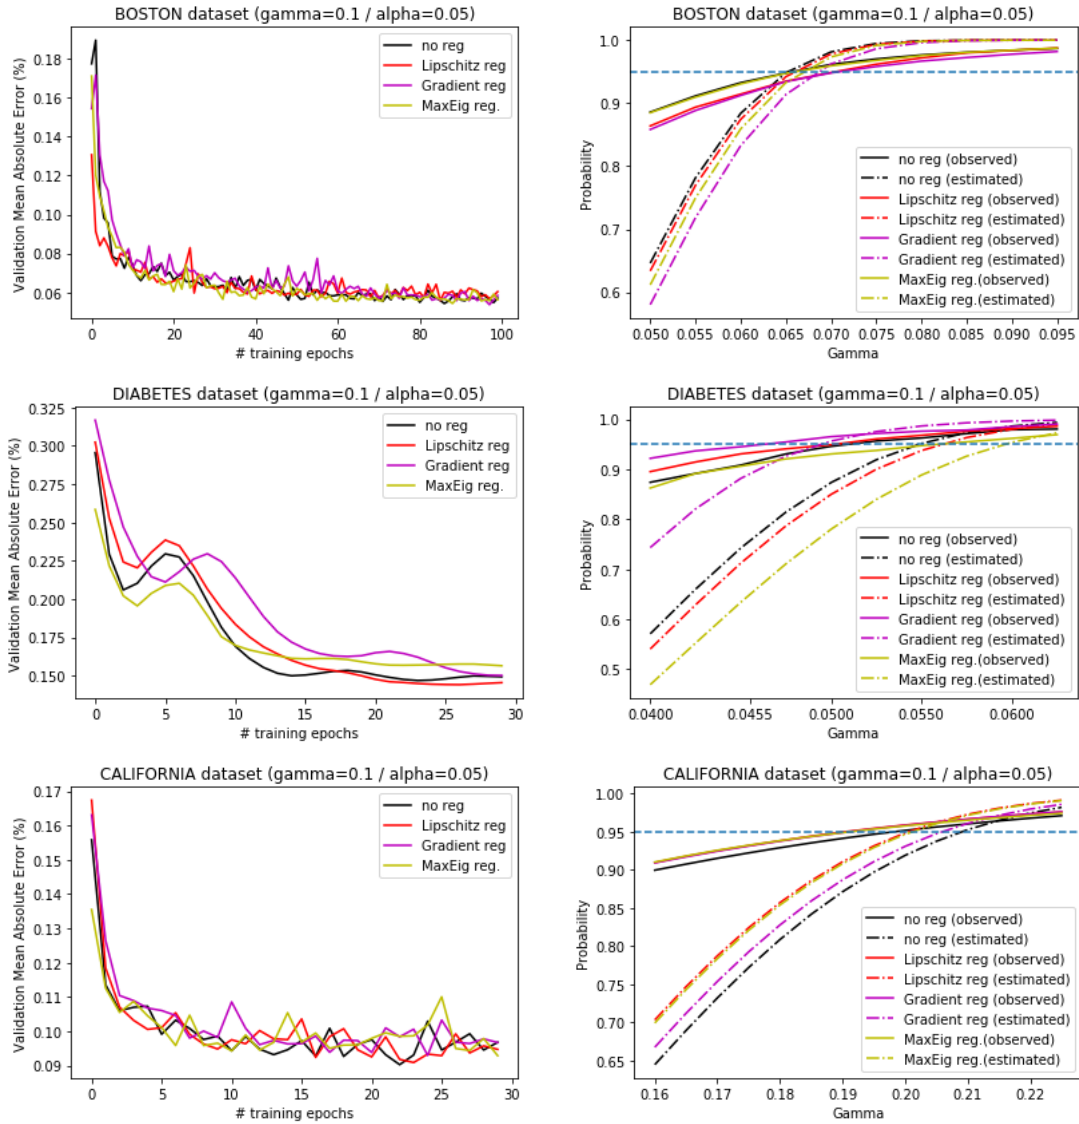 BOSTON dataset (gamma=0.1 / alpha=0.05)
Validation Mean Absolute Error (%)
0.18
0.16
0.14
0.12
0.10
0.08
0.06
no reg
Lipschitz reg
Gradient reg
MaxEig reg.
0 20 40 60 80 100
# training epochs
BOSTON dataset (gamma=0.1 / alpha=0.05)
Probability
1.0
0.9
0.8
0.7
0.6
no reg (observed)
no reg (estimated)
Lipschitz reg (observed)
Lipschitz reg (estimated)
Gradient reg (observed)
Gradient reg (estimated)
MaxEig reg.(observed)
MaxEig reg.(estimated)
0.050 0.055 0.060 0.065 0.070 0.075 0.080 0.085 0.090 0.095
Gamma
DIABETES dataset (gamma=0.1 / alpha=0.05)
Validation Mean Absolute Error (%)
0.325
0.300
0.275
0.250
0.225
0.200
0.175
0.150
no reg
Lipschitz reg
Gradient reg
MaxEig reg.
0 5 10 15 20 25 30
# training epochs
DIABETES dataset (gamma=0.1 / alpha=0.05)
Probability
1.0
0.9
0.8
0.7
0.6
0.5
no reg (observed)
no reg (estimated)
Lipschitz reg (observed)
Lipschitz reg (estimated)
Gradient reg (observed)
Gradient reg (estimated)
MaxEig reg.(observed)
MaxEig reg.(estimated)
0.0400 0.0455 0.0500 0.0550 0.0600
Gamma
CALIFORNIA dataset (gamma=0.1 / alpha=0.05)
Validation Mean Absolute Error (%)
0.17
0.16
0.15
0.14
0.13
0.12
0.11
0.10
0.09
no reg
Lipschitz reg
Gradient reg
MaxEig reg.
0 5 10 15 20 25 30
# training epochs
CALIFORNIA dataset (gamma=0.1 / alpha=0.05)
Probability
1.00
0.95
0.90
0.85
0.80
0.75
0.70
0.65
no reg (observed)
no reg (estimated)
Lipschitz reg (observed)
Lipschitz reg (estimated)
Gradient reg (observed)
Gradient reg (estimated)
MaxEig reg.(observed)
MaxEig reg.(estimated)
0.16 0.17 0.18 0.19 0.20 0.21 0.22
Gamma